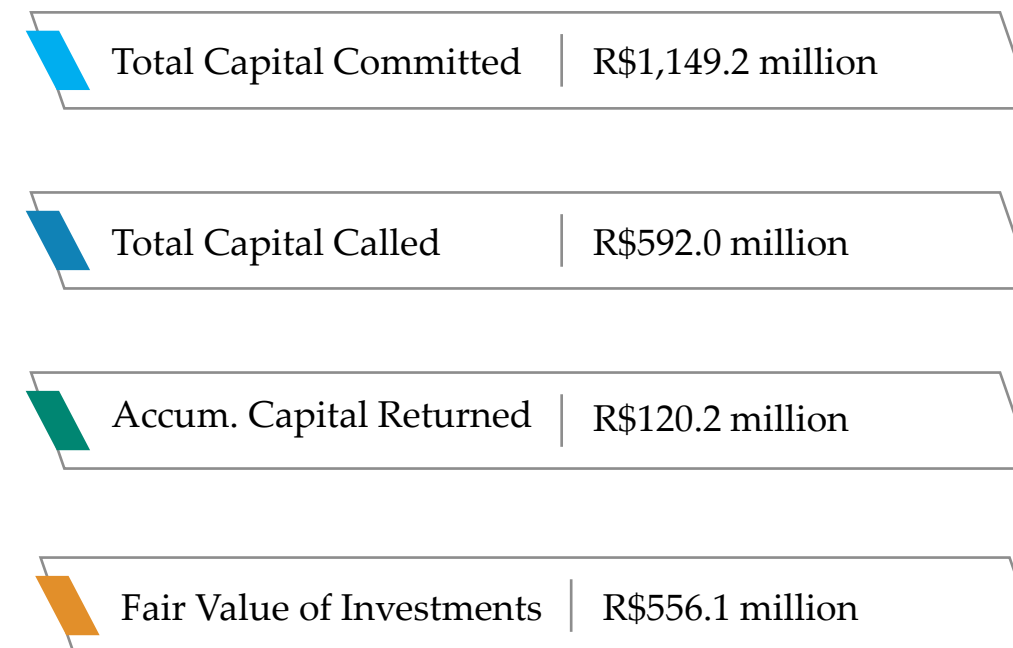 Total Capital Committed R$1,149.2 million
Total Capital Called R$592.0 million
Accum. Capital Returned R$120.2 million
Fair Value of Investments R$556.1 million